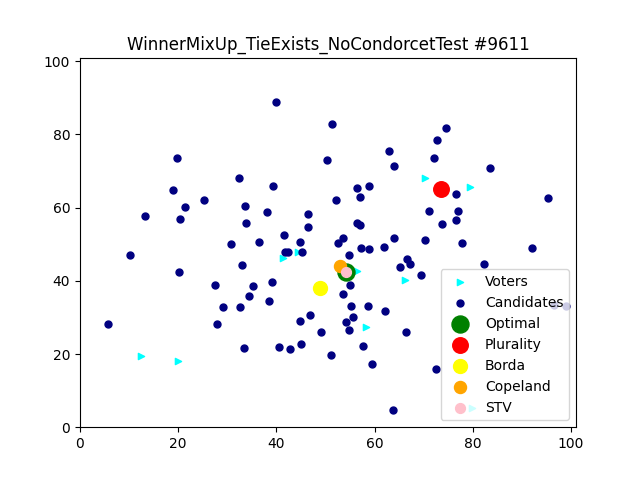 WinnerMixUp_TieExists_NoCondorcetTest #9611
100
80
60
40
20
0
0 20 40 60 80 100
Voters
Candidates
Optimal
Plurality
Borda
Copeland
STV